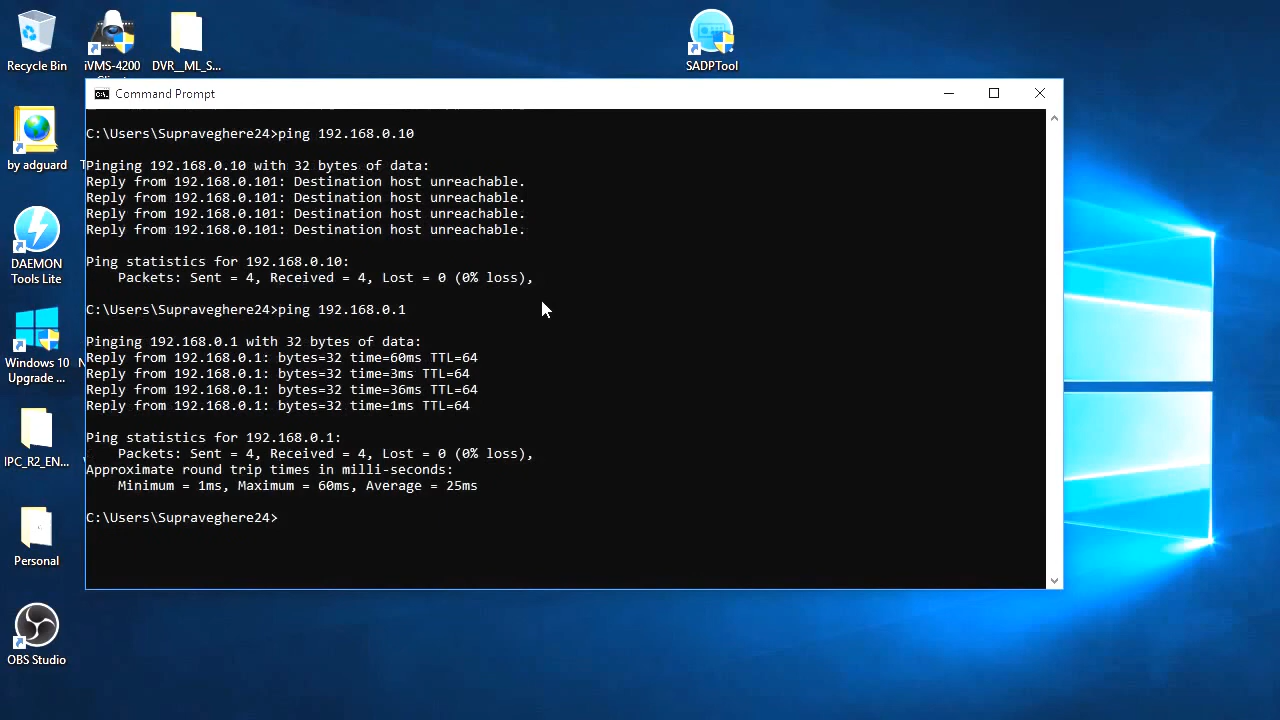 Recycle Bin
iVMS-4200
DVR__ML_S...
SADPTool
Command Prompt
by adguard
C:\Users\Supraveghere24>ping 192.168.0.10
Pinging 192.168.0.10 with 32 bytes of data:
Reply from 192.168.0.101: Destination host unreachable.
Reply from 192.168.0.101: Destination host unreachable.
Reply from 192.168.0.101: Destination host unreachable.
Reply from 192.168.0.101: Destination host unreachable.
Ping statistics for 192.168.0.10:
Packets: Sent = 4, Received = 4, Lost = 0 (0% loss),
C:\Users\Supraveghere24>ping 192.168.0.1
Pinging 192.168.0.1 with 32 bytes of data:
Reply from 192.168.0.1: bytes=32 time=60ms TTL=64
Reply from 192.168.0.1: bytes=32 time=3ms TTL=64
Reply from 192.168.0.1: bytes=32 time=36ms TTL=64
Reply from 192.168.0.1: bytes=32 time=1ms TTL=64
Ping statistics for 192.168.0.1:
Packets: Sent = 4, Received = 4, Lost = 0 (0% loss),
Approximate round trip times in milli-seconds:
Minimum = 1ms, Maximum = 60ms, Average = 25ms
C:\Users\Supraveghere24>
DAEMON
Tools Lite
Windows 10
Upgrade ...
IPC_R2_EN...
Personal
OBS Studio